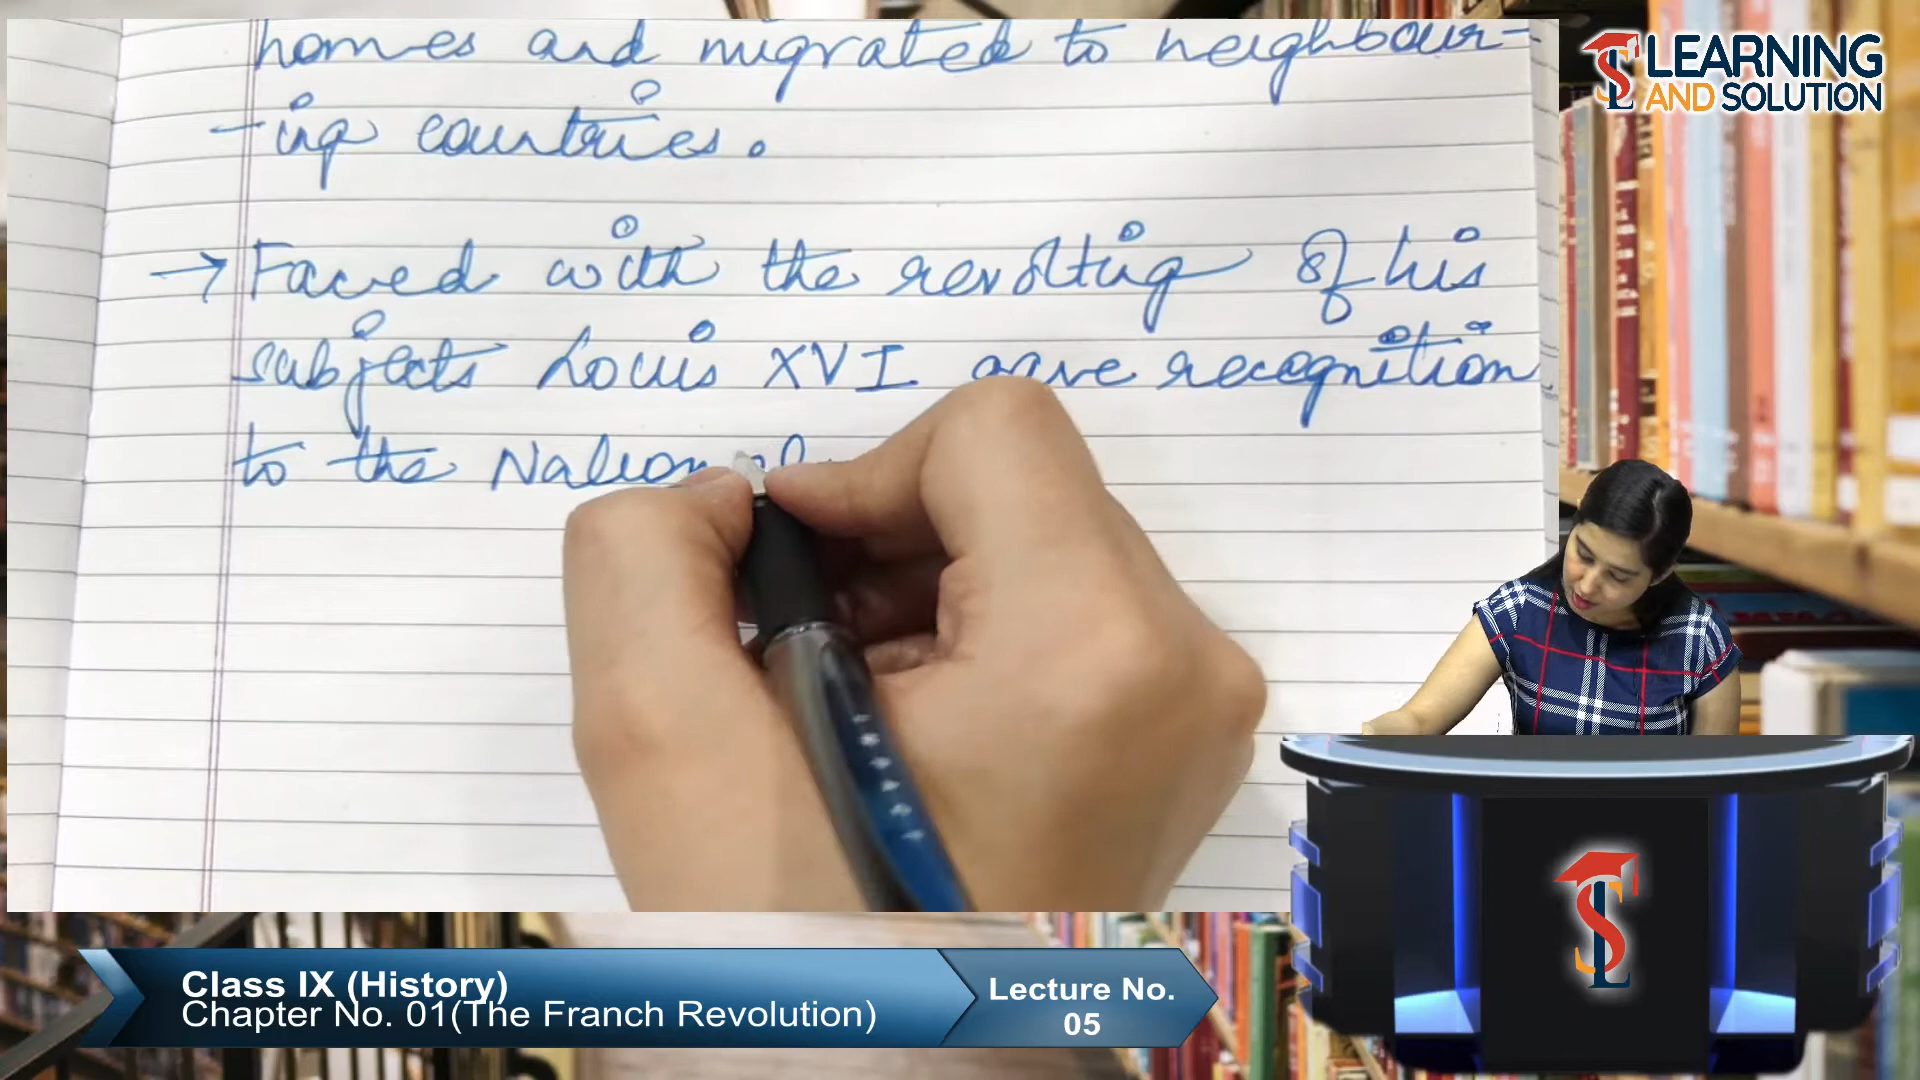 homes and migrated to neighbour-
-ing countries.
→ Faced with the revolting of his
subjects Louis XVI gave recognition
to the National
LEARNING
AND SOLUTION
Class IX (History)
Chapter No. 01(The Franch Revolution)
Lecture No.
05